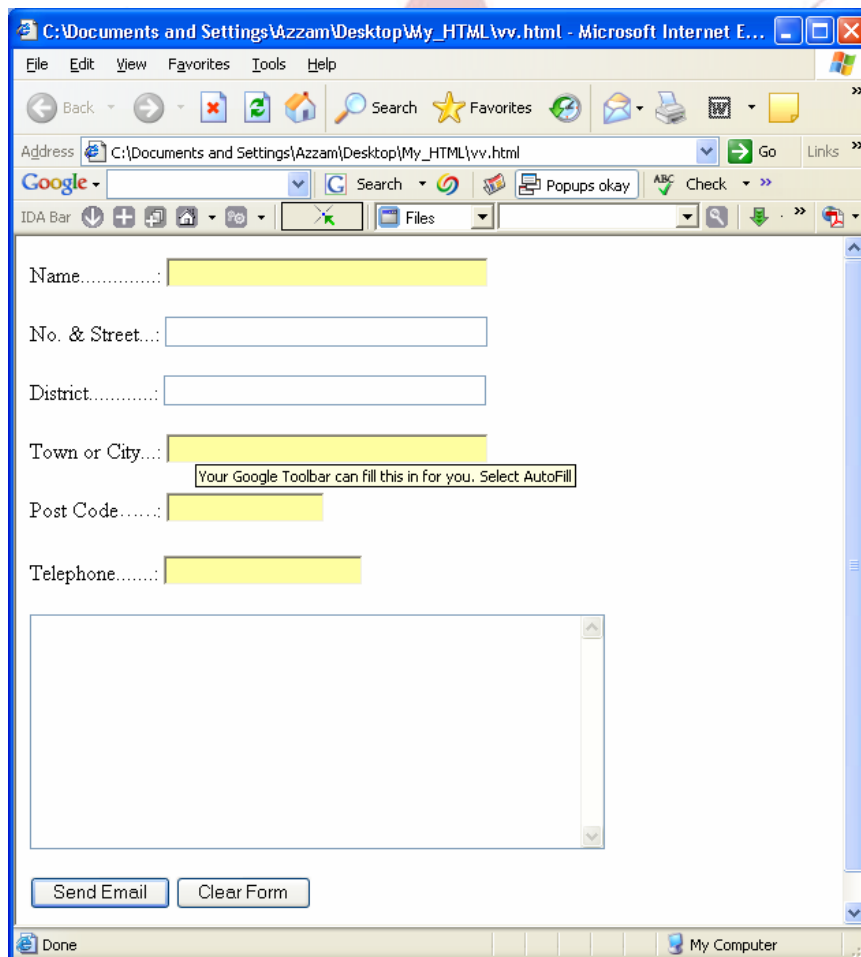 C:\Documents and Settings\Azzam\Desktop\My_HTML\vv.html - Microsoft Internet E...
File Edit View Favorites Tools Help
Back Search Favorites W »
Address C:\Documents and Settings\Azzam\Desktop\My_HTML\vv.html Go Links »
Google G Search Popups okay ABC Check »
IDA Bar Files »
Name..............:
No. & Street...:
District............:
Town or City...:
Your Google Toolbar can fill this in for you. Select AutoFill
Post Code……:
Telephone.......:
Send Email Clear Form
Done My Computer